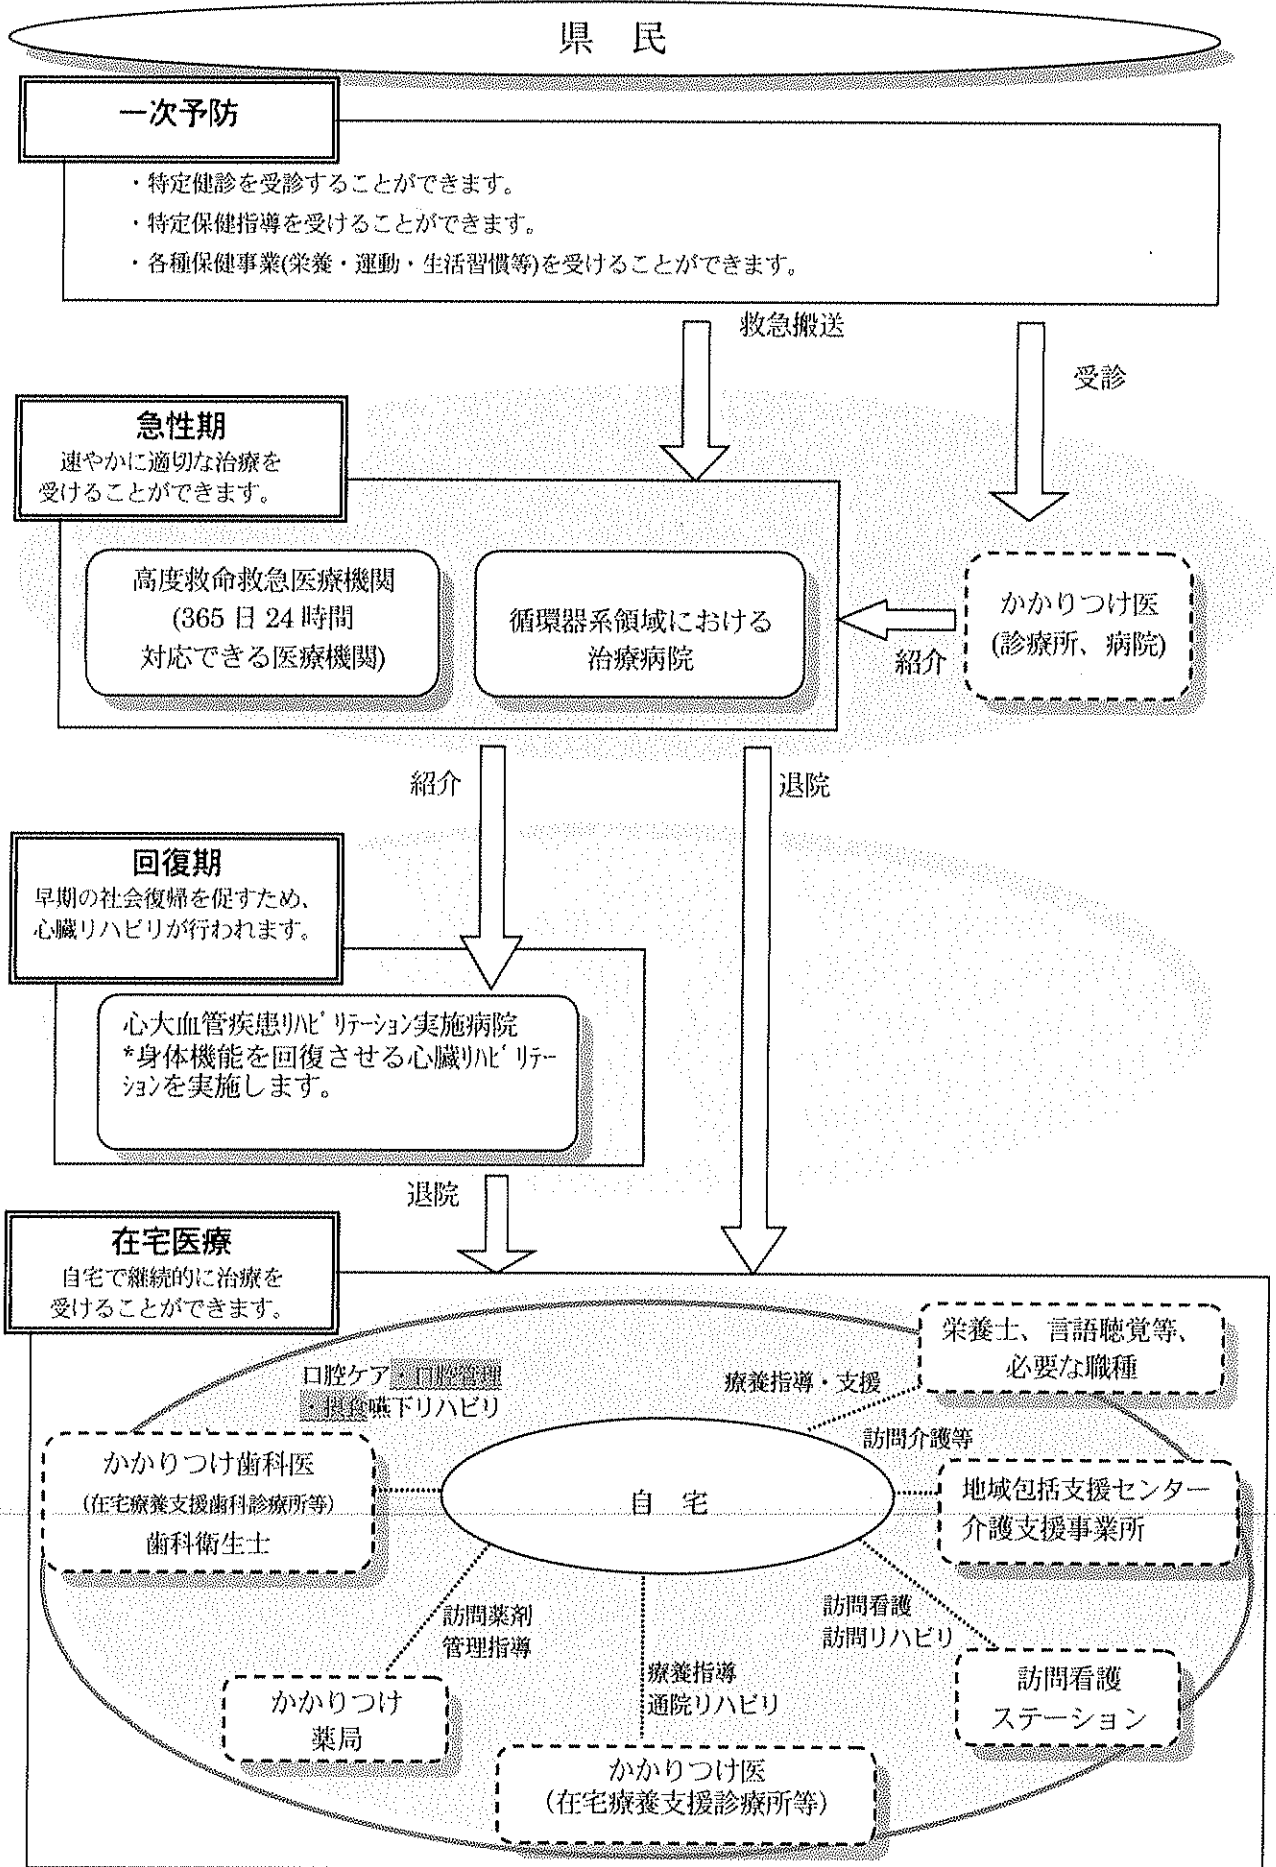 県 民
一次予防
・特定健診を受診することができます。
・特定保健指導を受けることができます。
・各種保健事業(栄養・運動・生活習慣等)を受けることができます。
救急搬送
受診
急性期
速やかに適切な治療を
受けることができます。
高度救命救急医療機関
(365 日 24 時間
対応できる医療機関)
循環器系領域における
治療病院
紹介
かかりつけ医
(診療所、病院)
紹介
退院
回復期
早期の社会復帰を促すため、
心臓リハビリが行われます。
心大血管疾患ﾘﾊﾋﾞﾘﾃｰｼｮﾝ実施病院
*身体機能を回復させる心臓ﾘﾊﾋﾞﾘﾃｰ
ｼｮﾝを実施します。
退院
在宅医療
自宅で継続的に治療を
受けることができます。
栄養士、言語聴覚等、
必要な職種
口腔ケア・口腔管理
・摂食嚥下リハビリ
療養指導・支援
訪問介護等
かかりつけ歯科医
(在宅療養支援歯科診療所等)
歯科衛生士
自 宅
地域包括支援センター
介護支援事業所
訪問薬剤
管理指導
訪問看護
訪問リハビリ
療養指導
通院リハビリ
かかりつけ
薬局
訪問看護
ステーション
かかりつけ医
(在宅療養支援診療所等)